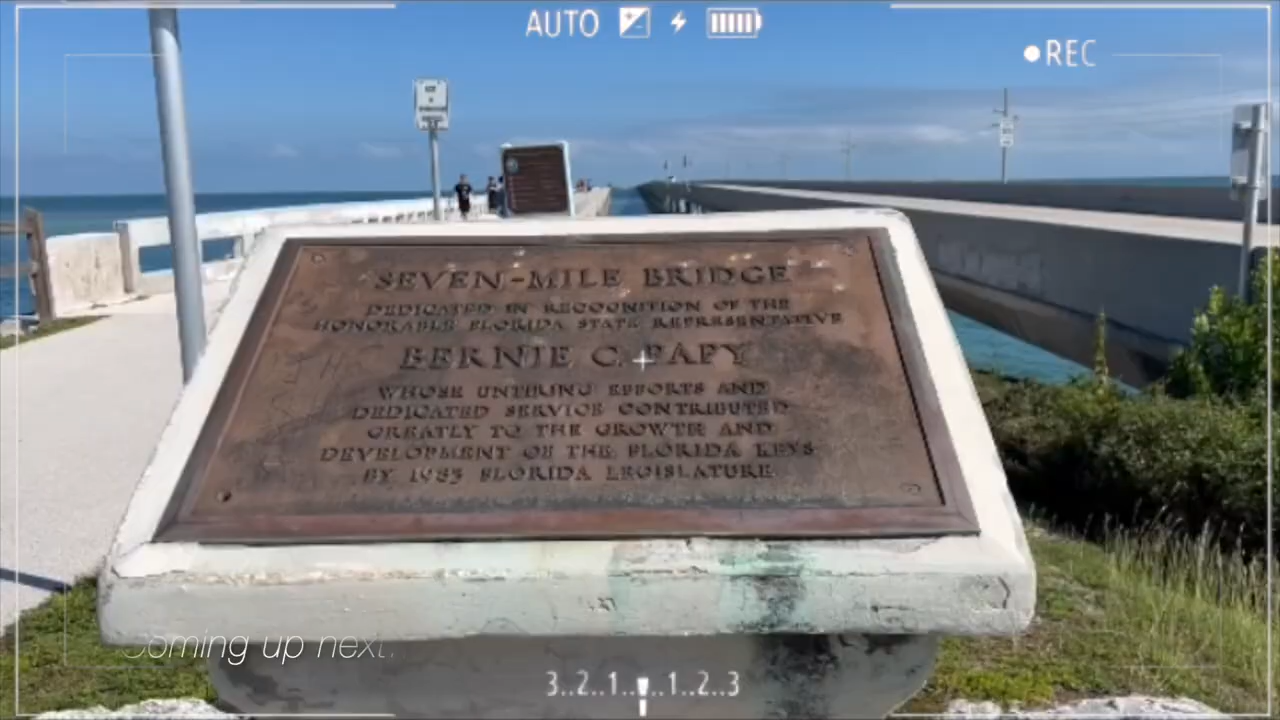 AUTO
REC
SEVEN-MILE BRIDGE
DEDICATED IN RECOGNITION OF THE
HONORABLE FLORIDA STATE REPRESENTATIVE
BERNIE C. PAPY
WHOSE UNTIRING EFFORTS AND
DEDICATED SERVICE CONTRIBUTED
GREATLY TO THE GROWTH AND
DEVELOPMENT OF THE FLORIDA KEYS
BY 1983 FLORIDA LEGISLATURE
Coming up next.
3..2..1..1..2..3